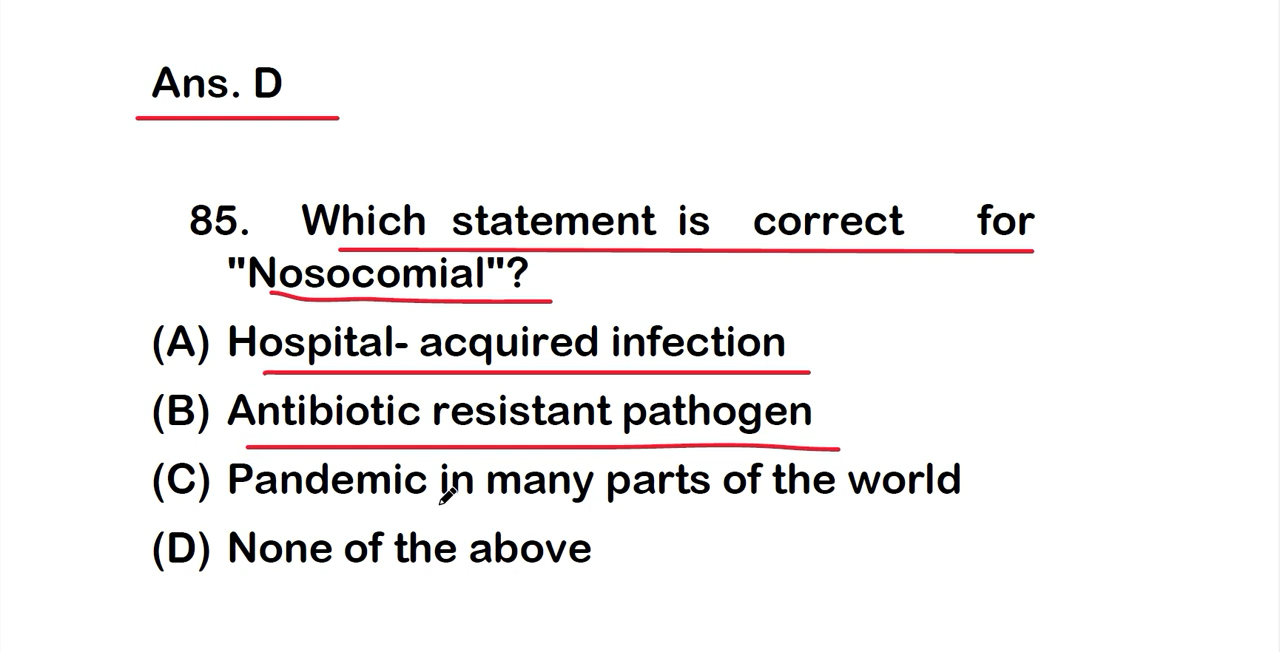 Ans. D
85. Which statement is correct for
"Nosocomial"?
(A) Hospital- acquired infection
(B) Antibiotic resistant pathogen
(C) Pandemic in many parts of the world
(D) None of the above